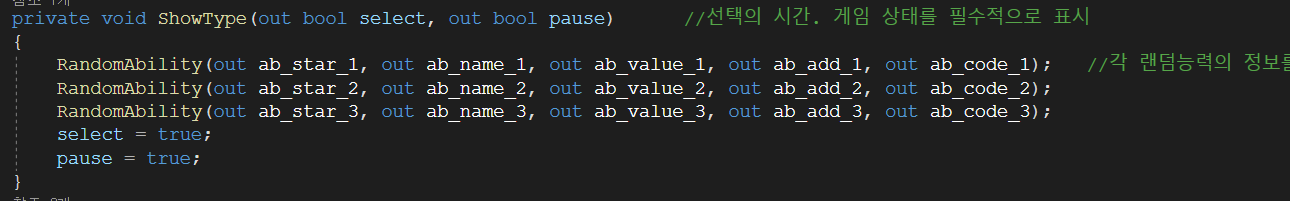 private void ShowType(out bool select, out bool pause) //선택의 시간. 게임 상태를 필수적으로 표시
{
RandomAbility(out ab_star_1, out ab_name_1, out ab_value_1, out ab_add_1, out ab_code_1); //각 랜덤능력의 정보를
RandomAbility(out ab_star_2, out ab_name_2, out ab_value_2, out ab_add_2, out ab_code_2);
RandomAbility(out ab_star_3, out ab_name_3, out ab_value_3, out ab_add_3, out ab_code_3);
select = true;
pause = true;
}